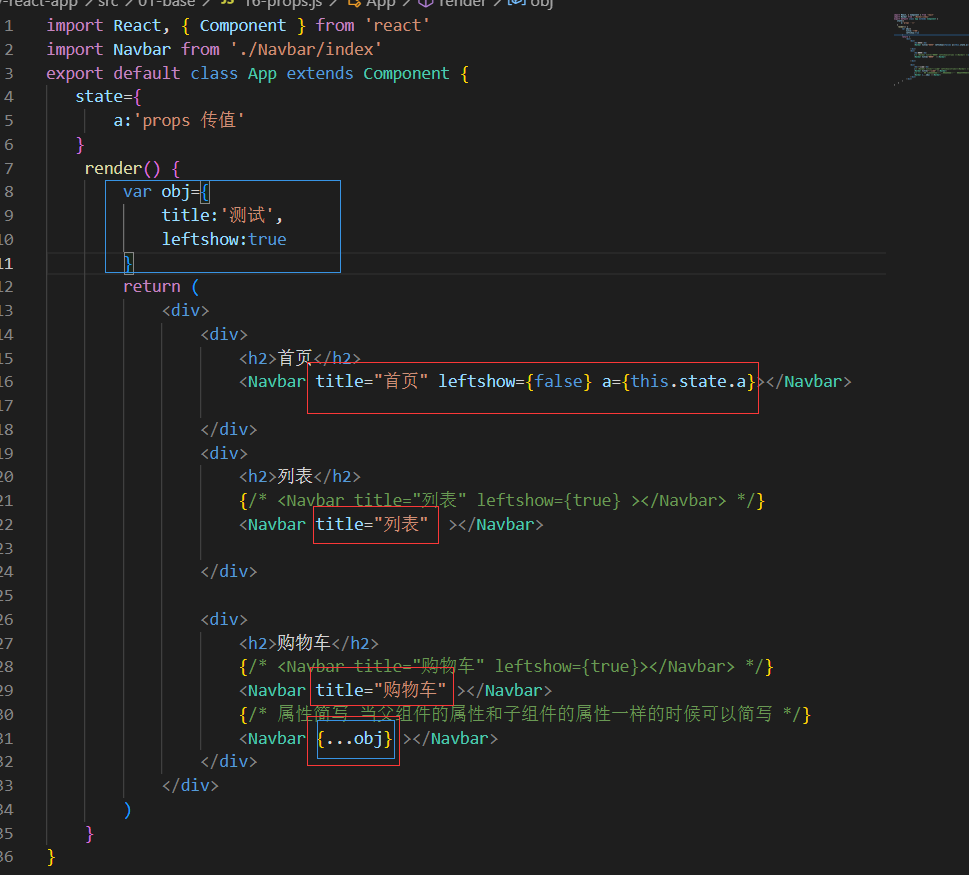 -react-app > src > 01-base > JS 16-props.js > App > render > obj
1 import React, { Component } from 'react'
2 import Navbar from './Navbar/index'
3 export default class App extends Component {
4 state={
5 a:'props 传值'
6 }
7 render() {
8 var obj={
9 title:'测试',
10 leftshow:true
11 }
12 return (
13 <div>
14 <div>
15 <h2>首页</h2>
16 <Navbar title="首页" leftshow={false} a={this.state.a}></Navbar>
17
18 </div>
19 <div>
20 <h2>列表</h2>
21 {/* <Navbar title="列表" leftshow={true} ></Navbar> */}
22 <Navbar title="列表" ></Navbar>
23
24 </div>
25
26 <div>
27 <h2>购物车</h2>
28 {/* <Navbar title="购物车" leftshow={true}></Navbar> */}
29 <Navbar title="购物车" ></Navbar>
30 {/* 属性简写 当父组件的属性和子组件的属性一样的时候可以简写 */}
31 <Navbar {...obj} ></Navbar>
32 </div>
33 </div>
34 )
35 }
36 }